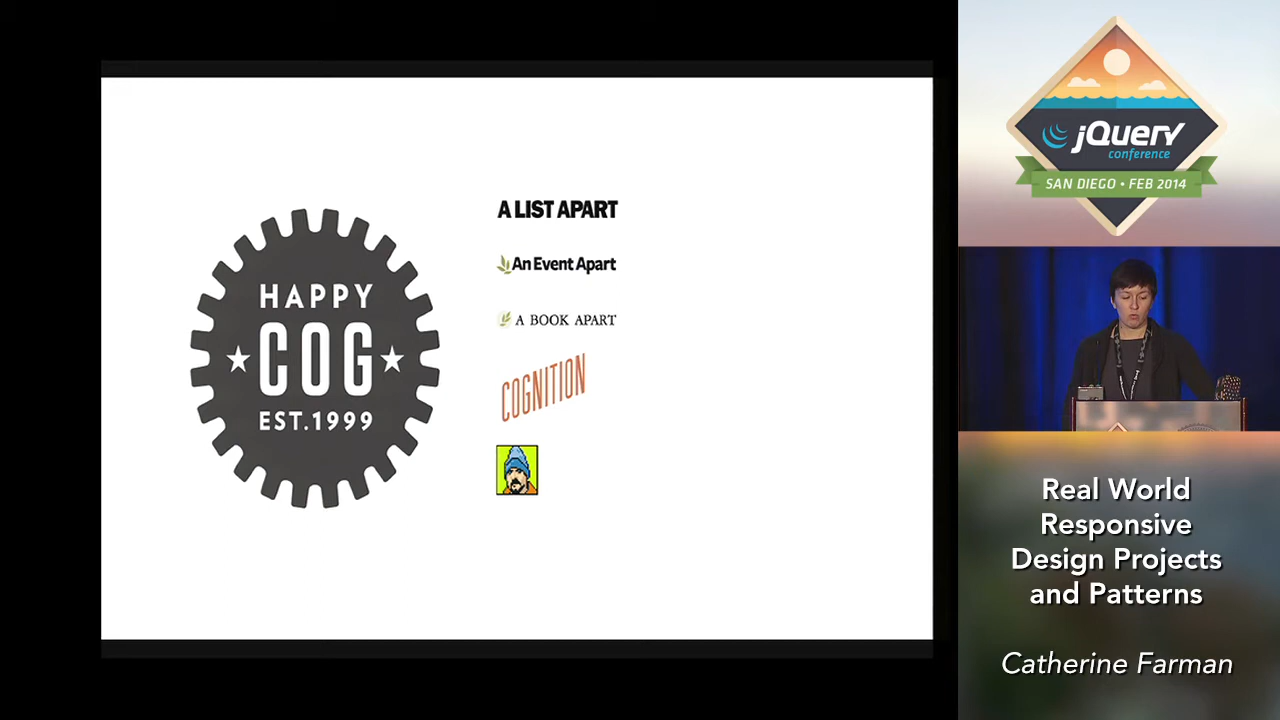 HAPPY
COG
EST.1999
A LIST APART
An Event Apart
A BOOK APART
COGNITION
jQuery
conference
SAN DIEGO • FEB 2014
Real World
Responsive
Design Projects
and Patterns
Catherine Farman